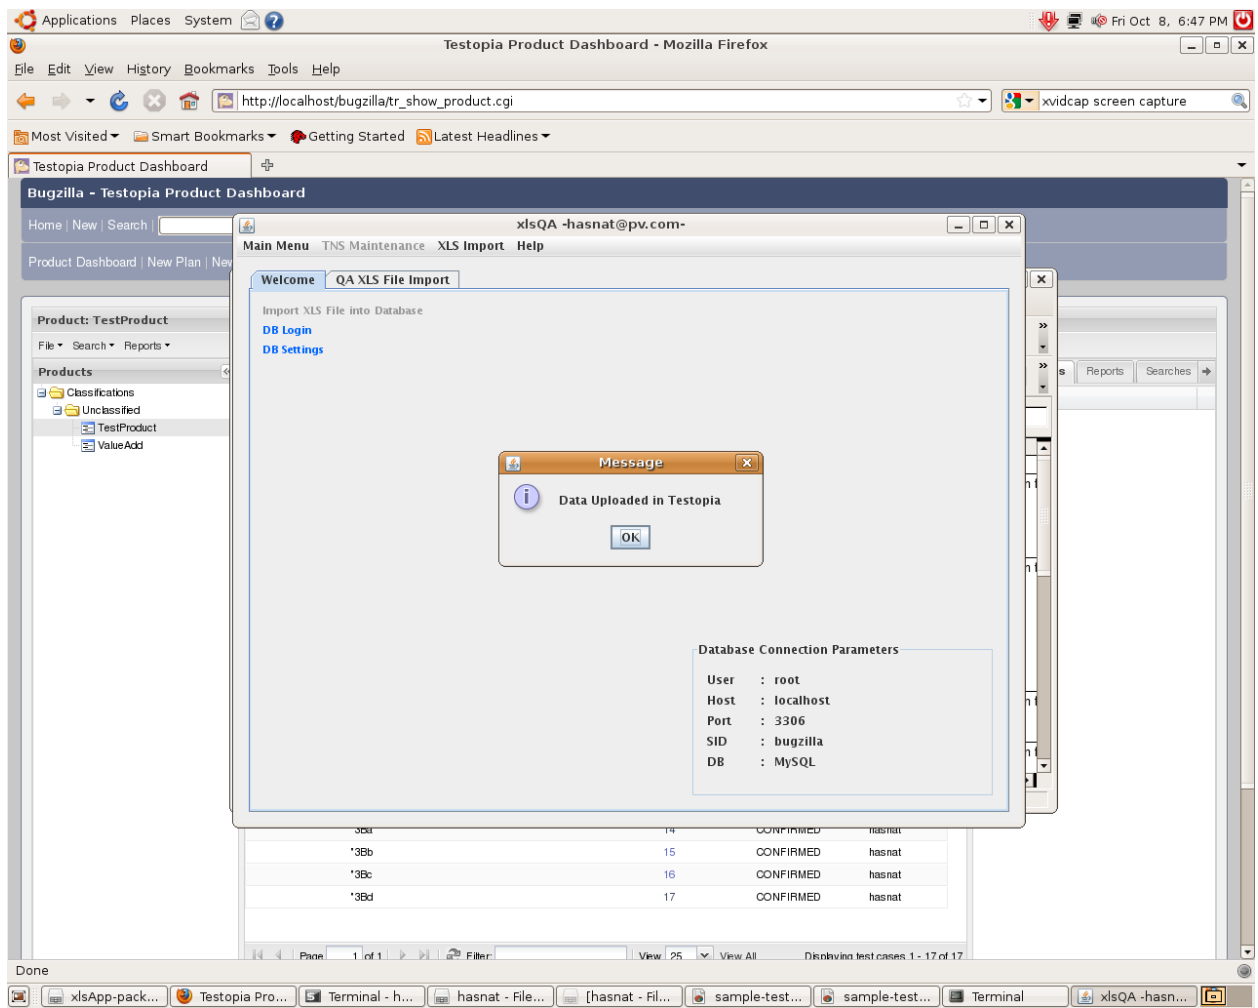 Applications Places System Fri Oct 8, 6:47 PM
Testopia Product Dashboard - Mozilla Firefox
File Edit View History Bookmarks Tools Help
http://localhost/bugzilla/tr_show_product.cgi xvidcap screen capture
Most Visited Smart Bookmarks Getting Started Latest Headlines
Testopia Product Dashboard
Bugzilla - Testopia Product Dashboard
Home | New | Search |
Product Dashboard | New Plan | New
xlsQA -hasnat@pv.com-
Main Menu TNS Maintenance XLS Import Help
Welcome QA XLS File Import
Import XLS File into Database
DB Login
DB Settings
Product: TestProduct
File Search Reports
Products
Classifications
Unclassified
TestProduct
ValueAdd
s Reports Searches
Message
Data Uploaded in Testopia
OK
Database Connection Parameters
User : root
Host : localhost
Port : 3306
SID : bugzilla
DB : MySQL
"3Ba 14 CONFIRMED hasnat
"3Bb 15 CONFIRMED hasnat
"3Bc 16 CONFIRMED hasnat
"3Bd 17 CONFIRMED hasnat
Page 1 of 1 Filter: View 25 View All Displaying test cases 1 - 17 of 17
Done
xlsApp-pack... Testopia Pro... Terminal - h... hasnat - File... [hasnat - Fil... sample-test... sample-test... Terminal xlsQA -hasn...